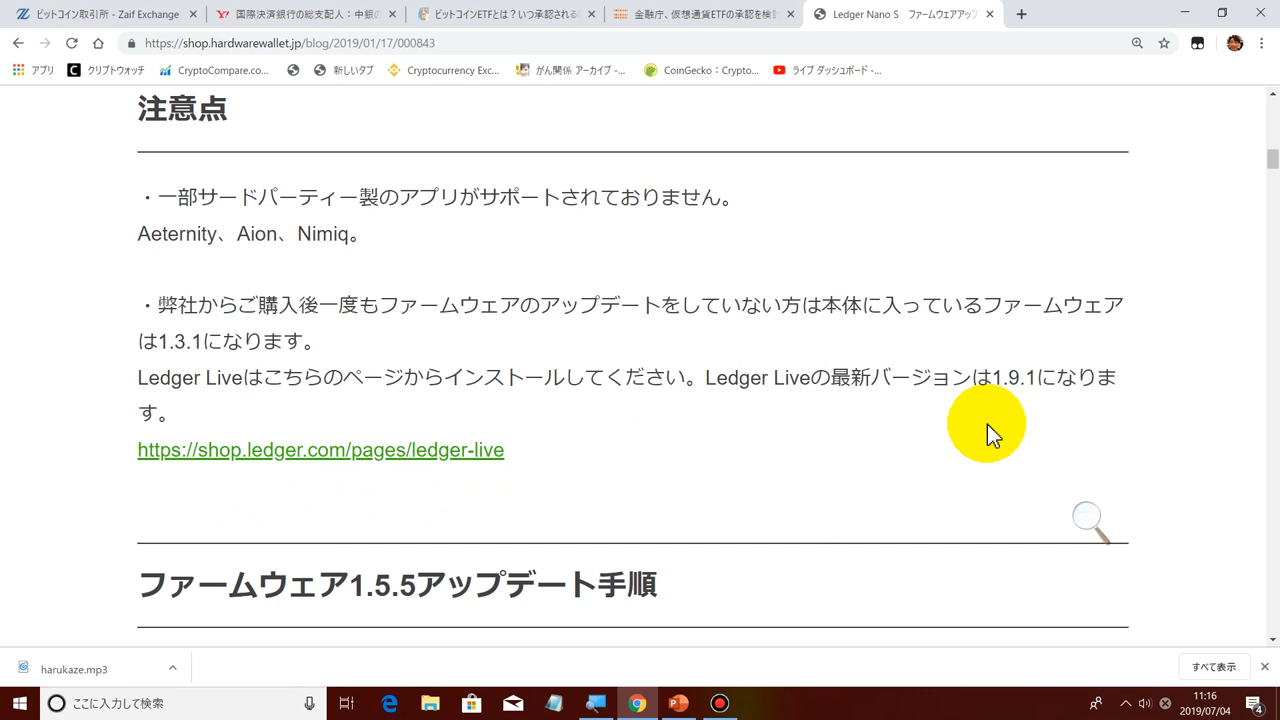 ビットコイン取引所 - Zaif Exchange
国際決済銀行の総支配人：中銀の
ビットコインETFとは？いつ承認される
金融庁、仮想通貨ETFの承認を検討
Ledger Nano S ファームウェアアップ
https://shop.hardwarewallet.jp/blog/2019/01/17/000843
アプリ
クリプトウォッチ
CryptoCompare.co...
新しいタブ
Cryptocurrency Exc...
がん関係 アーカイブ -...
CoinGecko：Crypto...
ライブ ダッシュボード -...
注意点
・一部サードパーティー製のアプリがサポートされておりません。
Aeternity、Aion、Nimiq。
・弊社からご購入後一度もファームウェアのアップデートをしていない方は本体に入っているファームウェア
は1.3.1になります。
Ledger Liveはこちらのページからインストールしてください。Ledger Liveの最新バージョンは1.9.1になりま
す。
https://shop.ledger.com/pages/ledger-live
ファームウェア1.5.5アップデート手順
harukaze.mp3
すべて表示
ここに入力して検索
11:16
2019/07/04
4